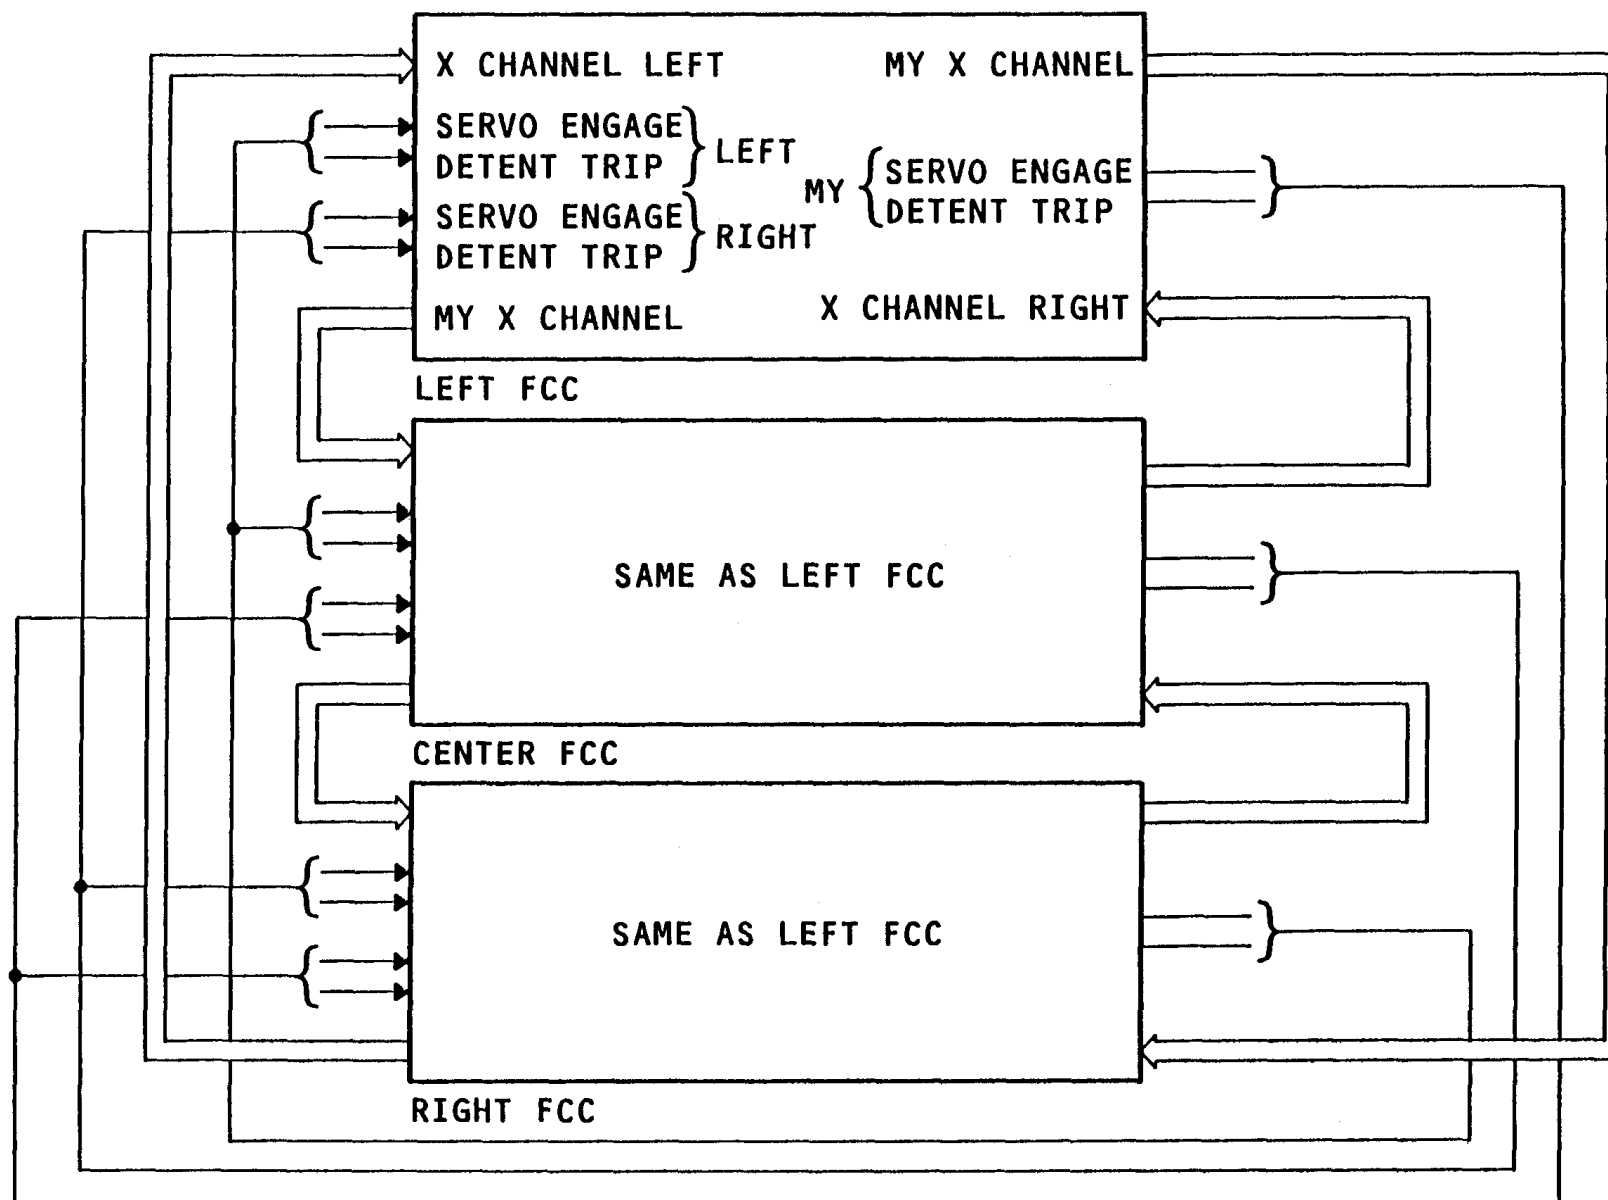 X CHANNEL LEFT
MY X CHANNEL
SERVO ENGAGE
DETENT TRIP
LEFT
SERVO ENGAGE
DETENT TRIP
RIGHT
MY
SERVO ENGAGE
DETENT TRIP
MY X CHANNEL
X CHANNEL RIGHT
LEFT FCC
SAME AS LEFT FCC
CENTER FCC
SAME AS LEFT FCC
RIGHT FCC